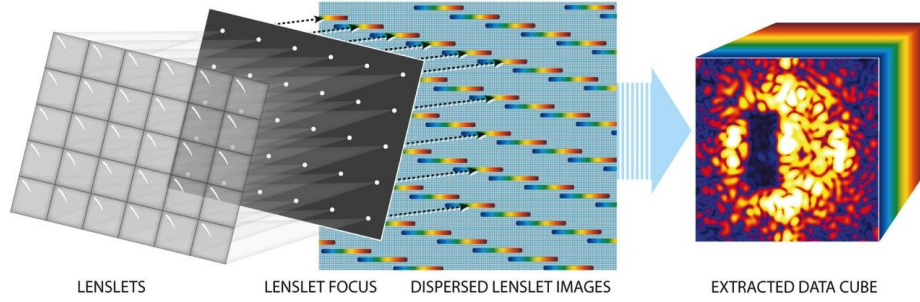 LENSLETS
LENSLET FOCUS
DISPERSED LENSLET IMAGES
EXTRACTED DATA CUBE